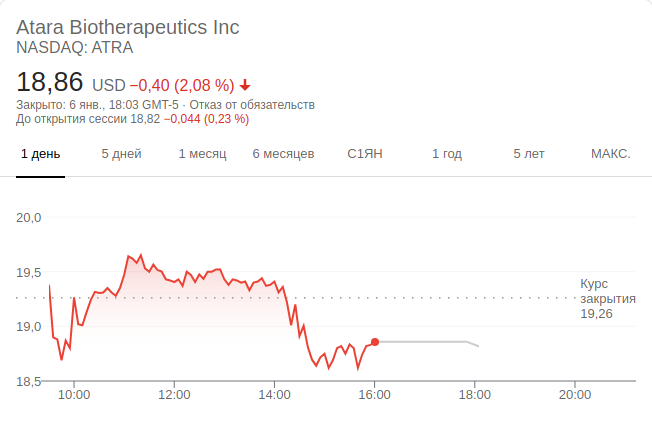 Atara Biotherapeutics Inc
NASDAQ: ATRA
18,86 USD −0,40 (2,08 %)
Закрыто: 6 янв., 18:03 GMT-5 · Отказ от обязательств
До открытия сессии 18,82 −0,044 (0,23 %)
1 день 5 дней 1 месяц 6 месяцев С1ЯН 1 год 5 лет МАКС.
20,0
19,5
Курс
закрытия
19,26
19,0
18,5
10:00 12:00 14:00 16:00 18:00 20:00